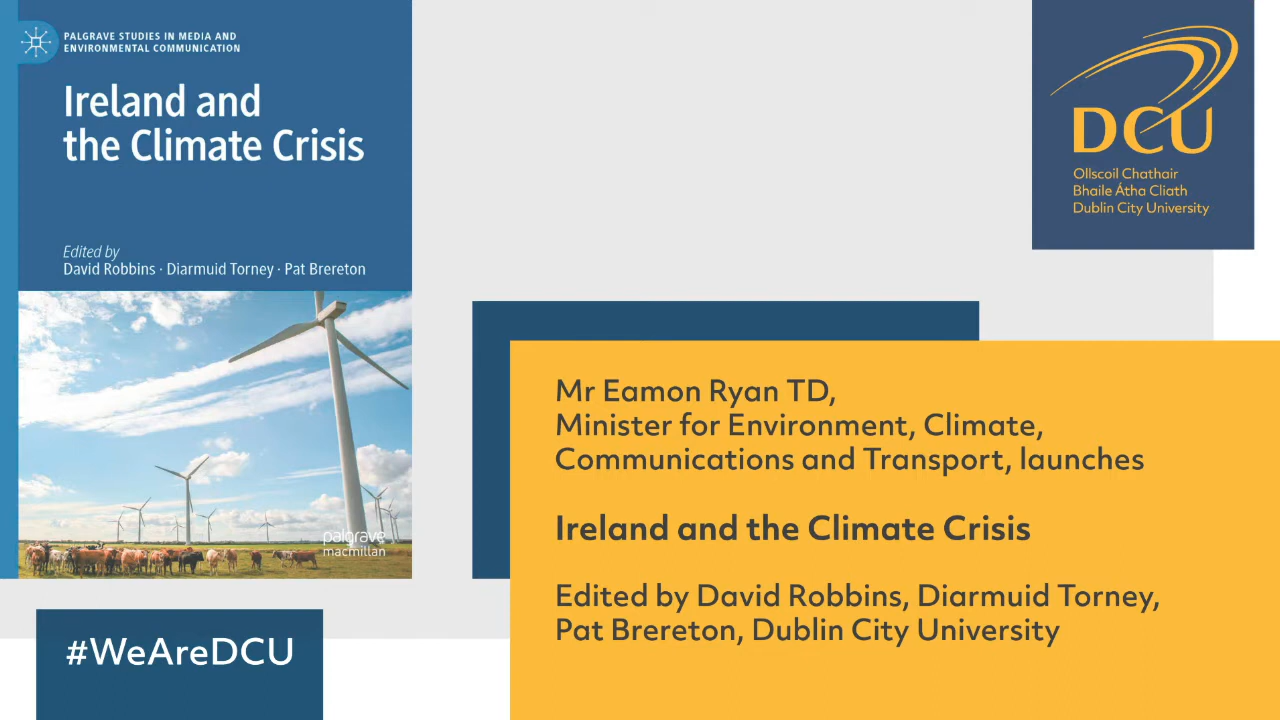 PALGRAVE STUDIES IN MEDIA AND
ENVIRONMENTAL COMMUNICATION
Ireland and
the Climate Crisis
Edited by
David Robbins · Diarmuid Torney · Pat Brereton
palgrave
macmillan
DCU
Ollscoil Chathair
Bhaile Átha Cliath
Dublin City University
Mr Eamon Ryan TD,
Minister for Environment, Climate,
Communications and Transport, launches
Ireland and the Climate Crisis
Edited by David Robbins, Diarmuid Torney,
Pat Brereton, Dublin City University
#WeAreDCU